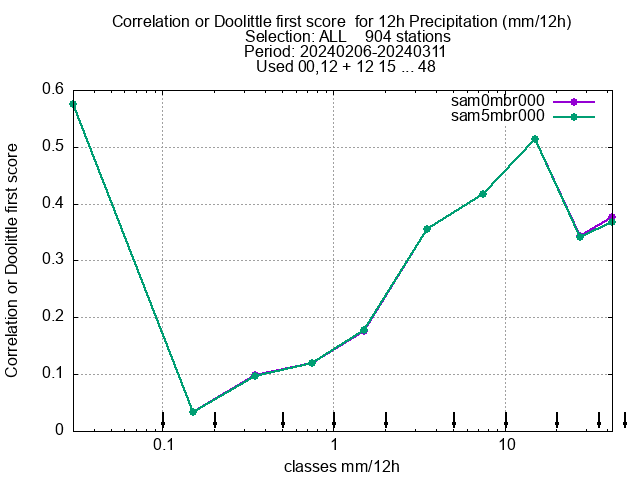 Correlation or Doolittle first score  for 12h Precipitation (mm/12h)
Selection: ALL    904 stations
Period: 20240206-20240311
Used 00,12 + 12 15 ... 48
sam0mbr000
sam5mbr000
Correlation or Doolittle first score
0.6
0.5
0.4
0.3
0.2
0.1
0
0.1
1
10
classes mm/12h